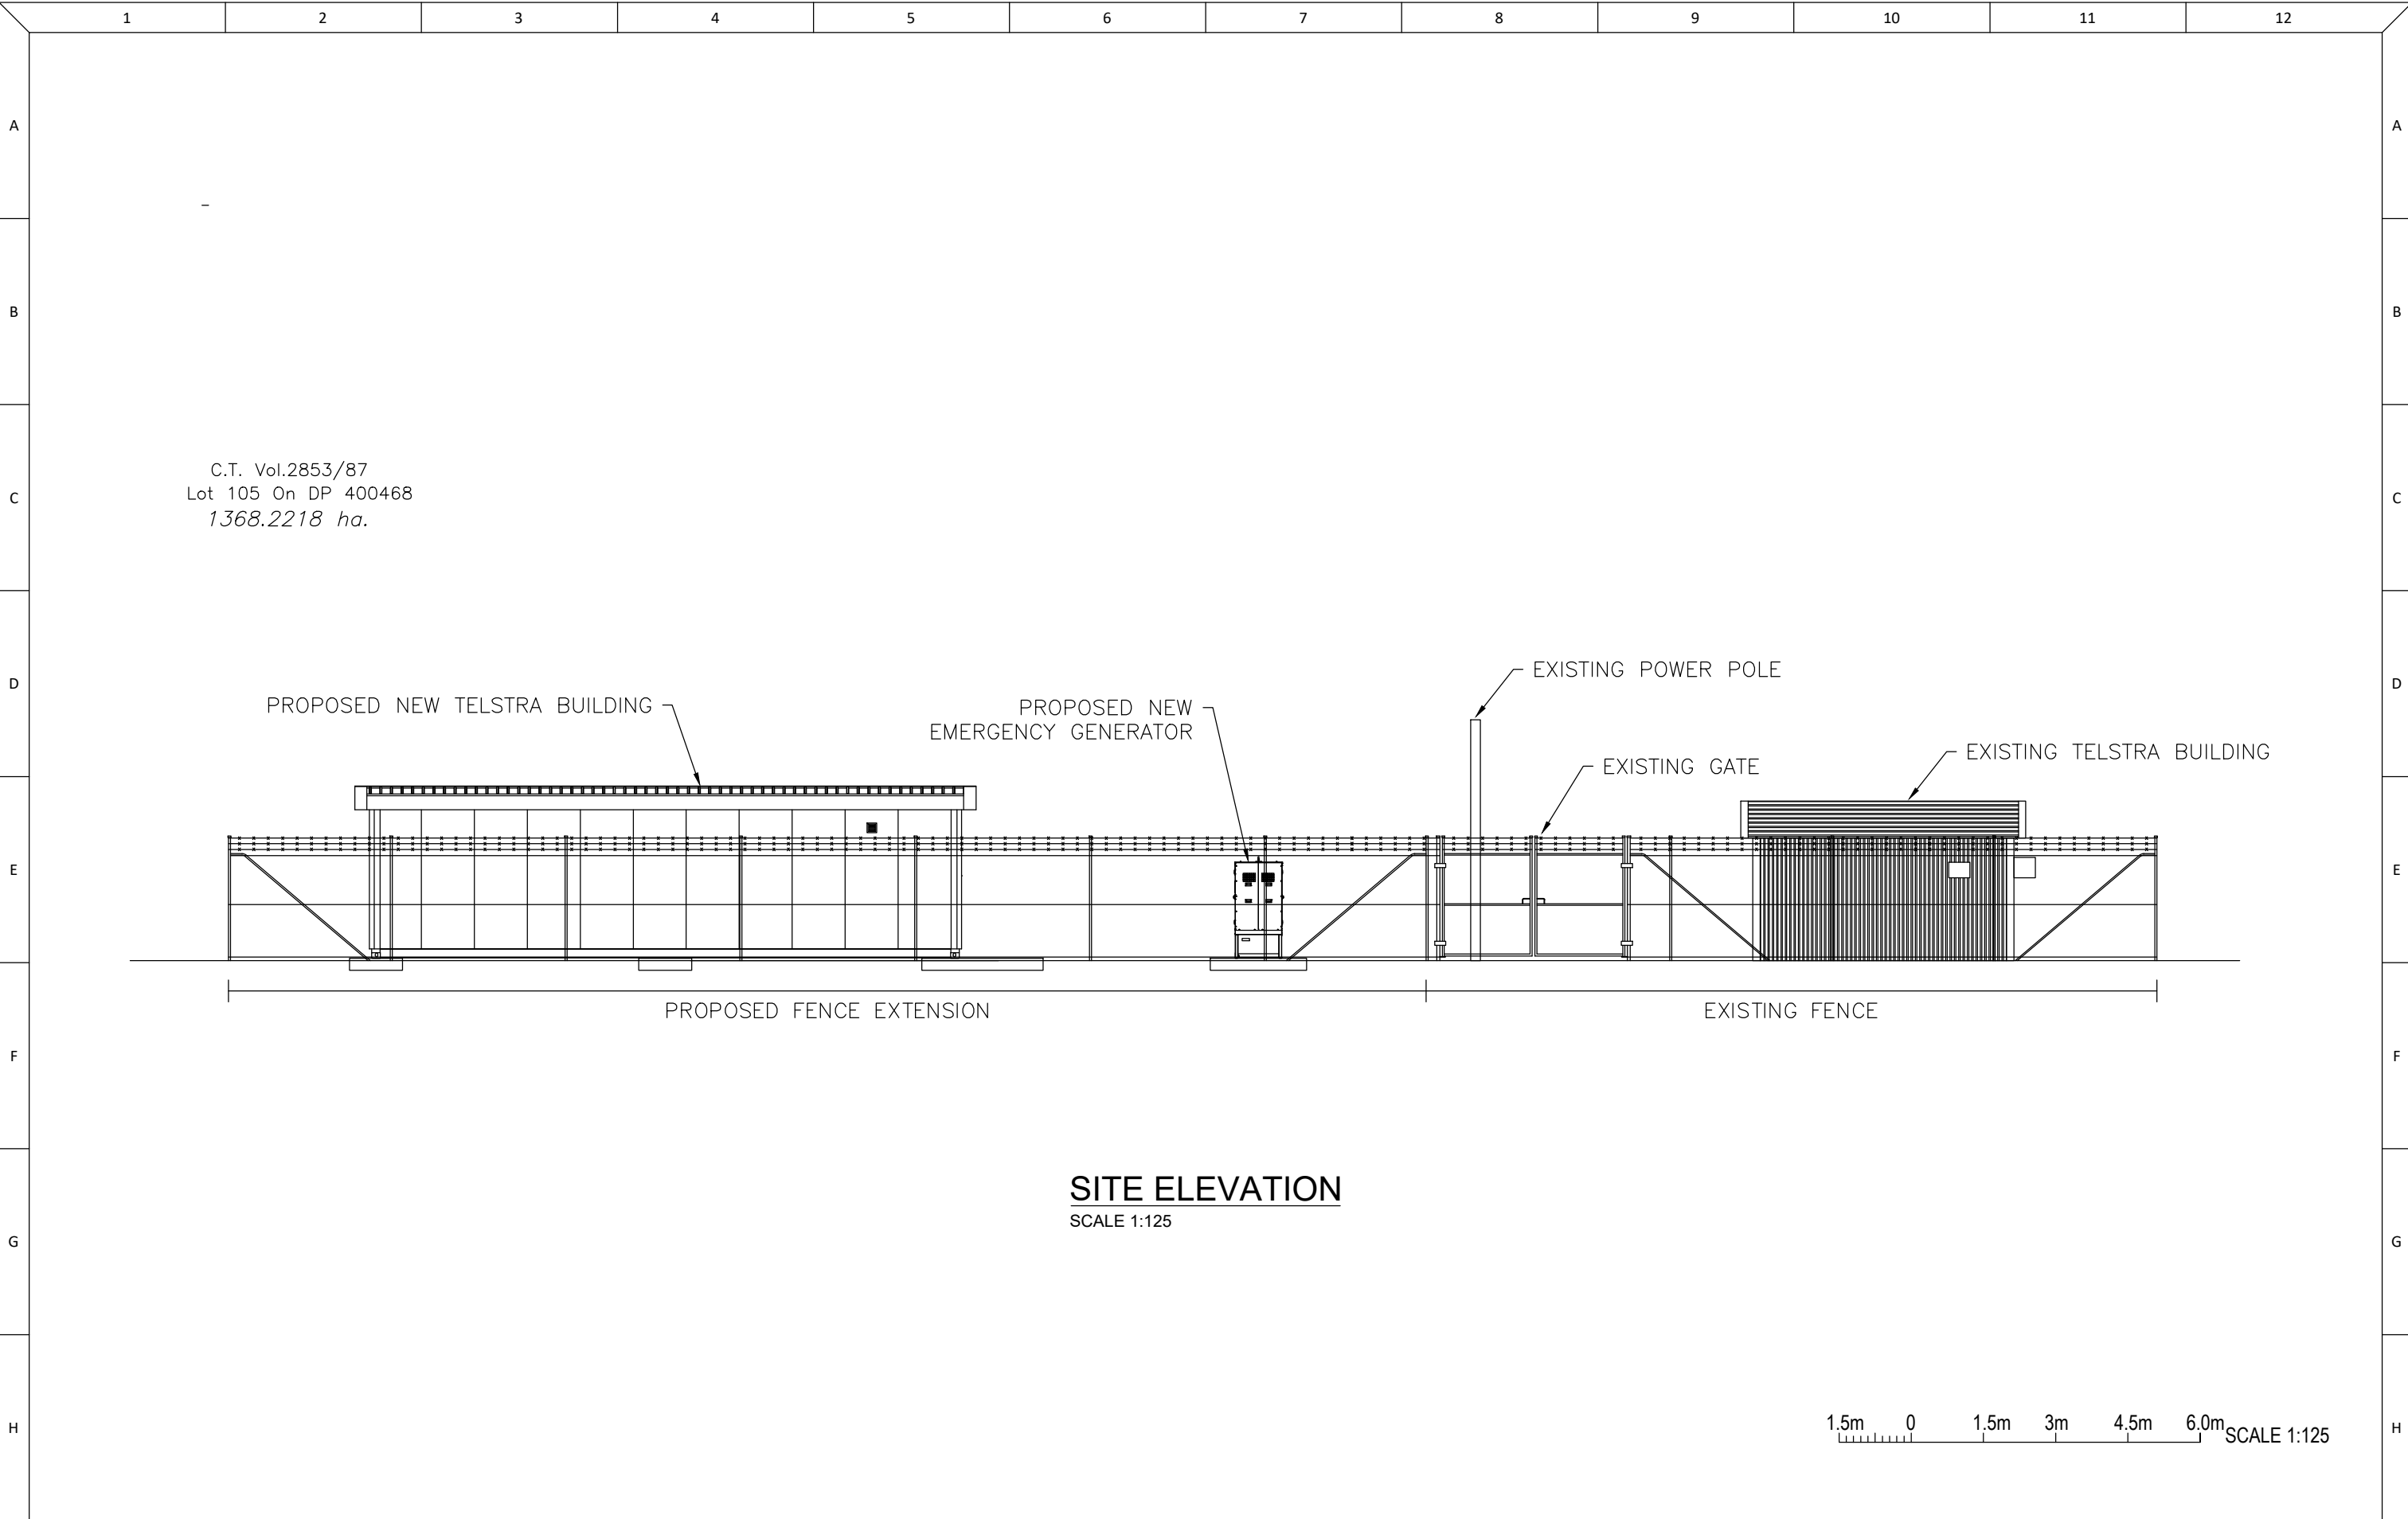 1 2 3 4 5 6 7 8 9 10 11 12
A A
B B
C.T. Vol.2853/87
Lot 105 On DP 400468
1368.2218 ha.
C C
EXISTING POWER POLE
D D
PROPOSED NEW TELSTRA BUILDING
PROPOSED NEW
EMERGENCY GENERATOR
EXISTING TELSTRA BUILDING
EXISTING GATE
E E
PROPOSED FENCE EXTENSION
EXISTING FENCE
F F
SITE ELEVATION
SCALE 1:125
G G
1.5m 0 1.5m 3m 4.5m 6.0m SCALE 1:125
H H